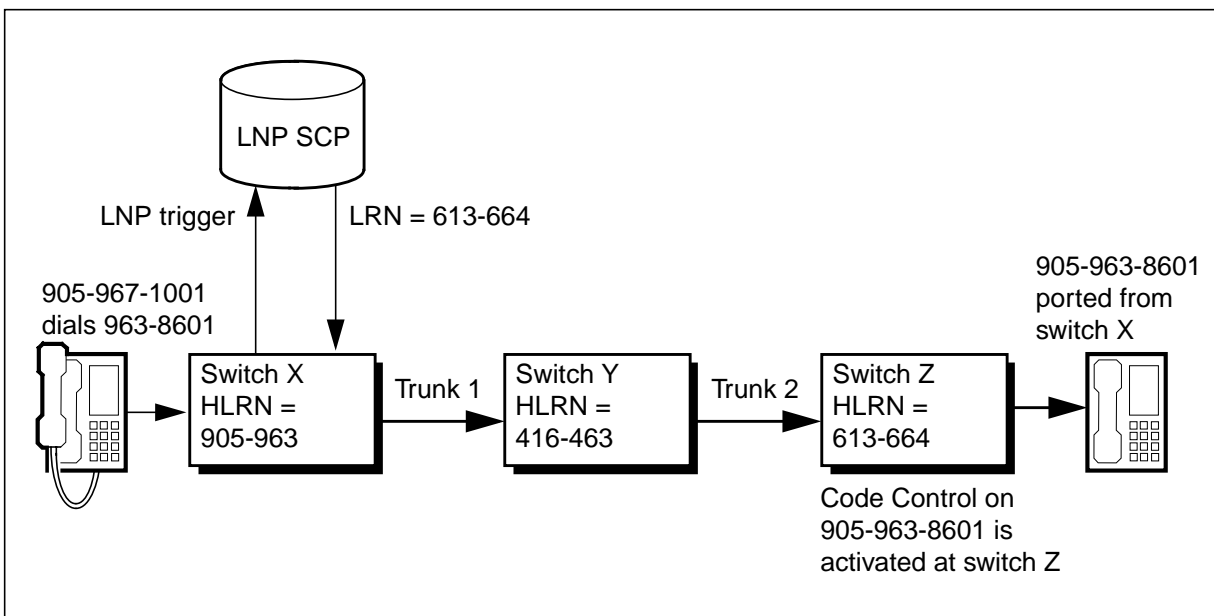 LNP SCP
LNP trigger
LRN = 613-664
905-967-1001
dials 963-8601
905-963-8601
ported from
switch X
Switch X
HLRN =
905-963
Trunk 1
Switch Y
HLRN =
416-463
Trunk 2
Switch Z
HLRN =
613-664
Code Control on
905-963-8601 is
activated at switch Z